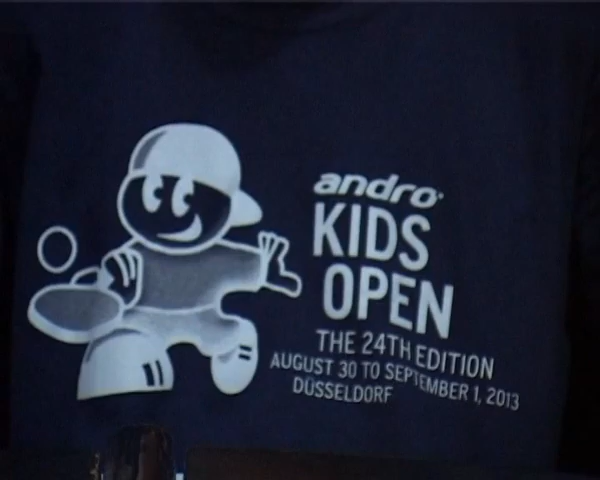 andro
KIDS
OPEN
THE 24TH EDITION
AUGUST 30 TO SEPTEMBER 1, 2013
DÜSSELDORF